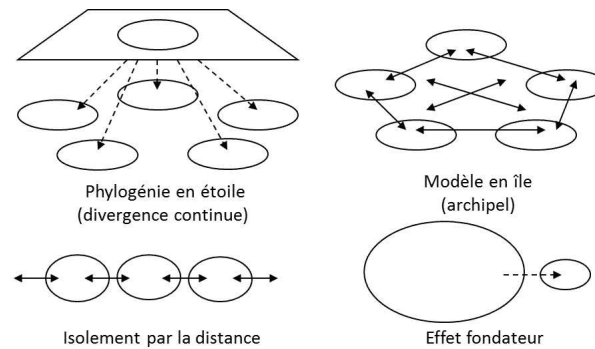 Phylogénie en étoile
(divergence continue)
Modèle en île
(archipel)
Isolement par la distance
Effet fondateur